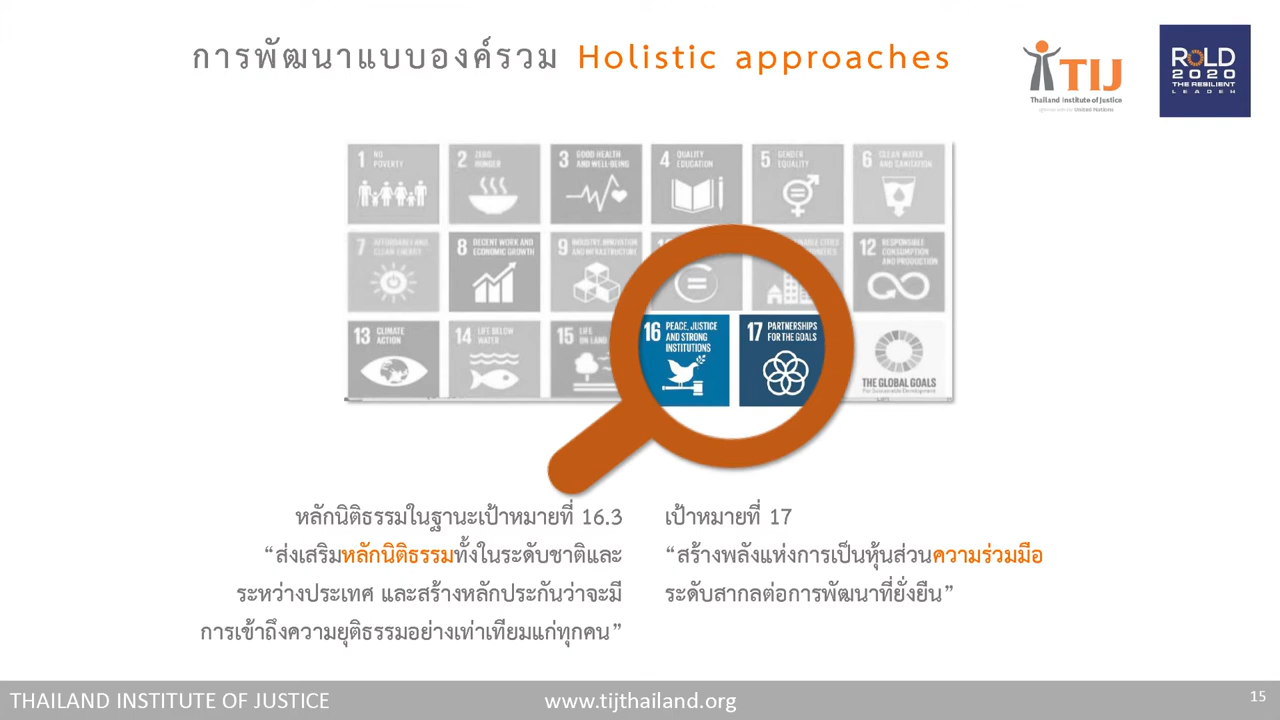 การพัฒนาแบบองค์รวม Holistic approaches
TIJ
Thailand Institute of Justice
RoLD
2020
THE RESILIENT
LEADER
1 NO
POVERTY
2 ZERO
HUNGER
3 GOOD HEALTH
AND WELL-BEING
4 QUALITY
EDUCATION
5 GENDER
EQUALITY
6 CLEAN WATER
AND SANITATION
7 AFFORDABLE AND
CLEAN ENERGY
8 DECENT WORK AND
ECONOMIC GROWTH
9 INDUSTRY, INNOVATION
AND INFRASTRUCTURE
CITIES
12 RESPONSIBLE
CONSUMPTION
AND PRODUCTION
13 CLIMATE
ACTION
14 LIFE BELOW
WATER
15 LIFE
ON LAND
16 PEACE, JUSTICE
AND STRONG
INSTITUTIONS
17 PARTNERSHIPS
FOR THE GOALS
THE GLOBAL GOALS
For Sustainable Development
หลักนิติธรรมในฐานะเป้าหมายที่ 16.3
“ส่งเสริมหลักนิติธรรมทั้งในระดับชาติและ
ระหว่างประเทศ และสร้างหลักประกันว่าจะมี
การเข้าถึงความยุติธรรมอย่างเท่าเทียมแก่ทุกคน”
เป้าหมายที่ 17
“สร้างพลังแห่งการเป็นหุ้นส่วนความร่วมมือ
ระดับสากลต่อการพัฒนาที่ยั่งยืน”
THAILAND INSTITUTE OF JUSTICE
www.tijthailand.org
15